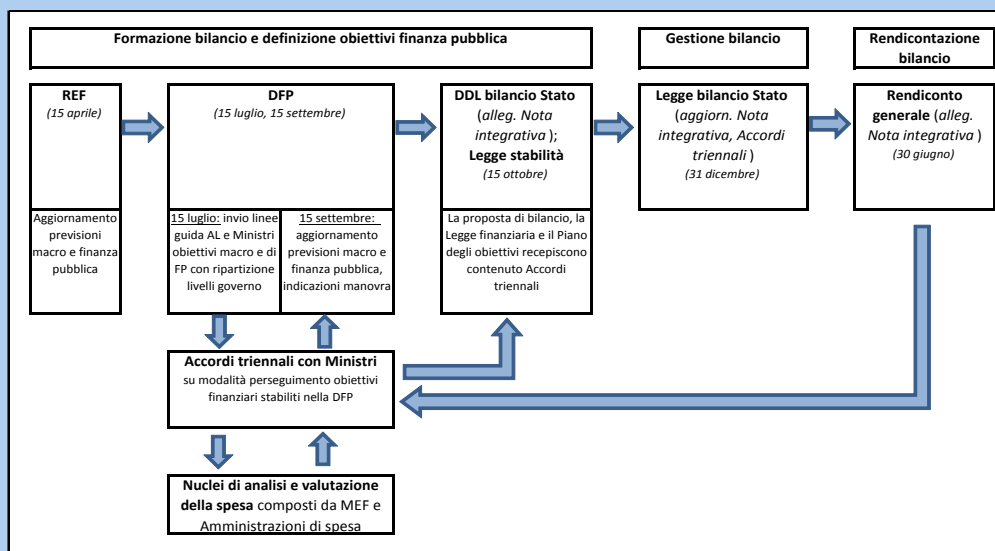 Formazione bilancio e definizione obiettivi finanza pubblica
Gestione bilancio
Rendicontazione
bilancio
REF
(15 aprile)
DFP
(15 luglio, 15 settembre)
DDL bilancio Stato
(alleg. Nota
integrativa );
Legge stabilità
(15 ottobre)
Legge bilancio Stato
(aggiorn. Nota
integrativa, Accordi
triennali )
(31 dicembre)
Rendiconto
generale (alleg.
Nota integrativa )
(30 giugno)
Aggiornamento
previsioni
macro e finanza
pubblica
15 luglio: invio linee
guida AL e Ministri
obiettivi macro e di
FP con ripartizione
livelli governo
15 settembre:
aggiornamento
previsioni macro e
finanza pubblica,
indicazioni manovra
La proposta di bilancio, la
Legge finanziaria e il Piano
degli obiettivi recepiscono
contenuto Accordi
triennali
Accordi triennali con Ministri
su modalità perseguimento obiettivi
finanziari stabiliti nella DFP
Nuclei di analisi e valutazione
della spesa composti da MEF e
Amministrazioni di spesa